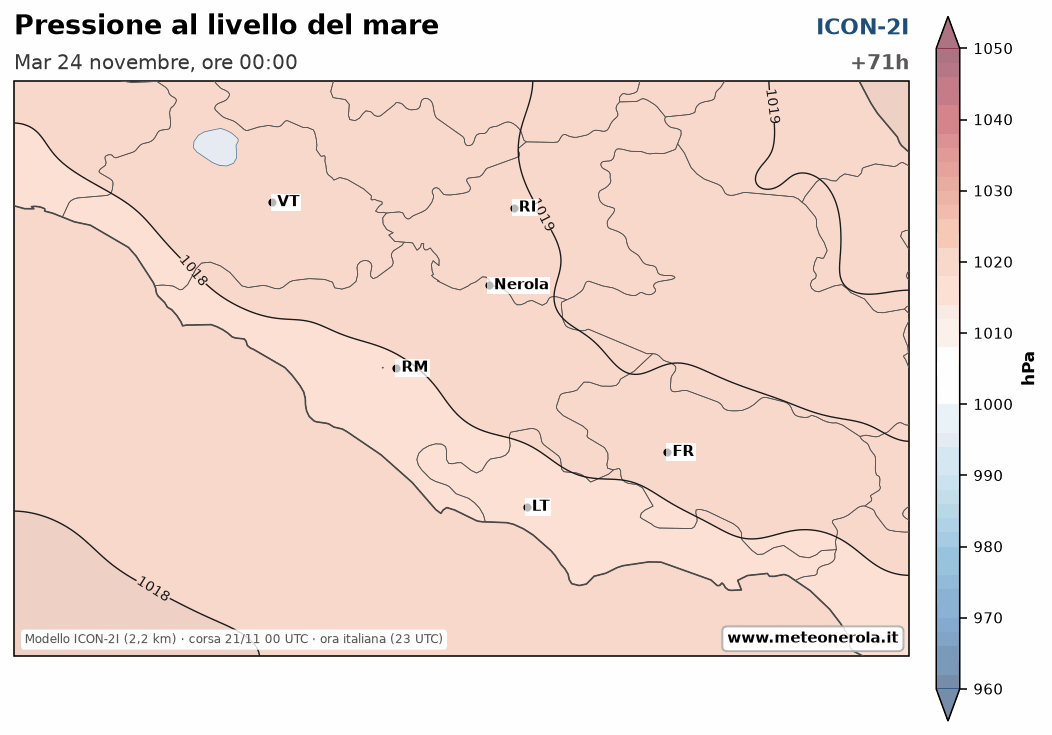 Pressione al livello del mare
ICON-2I
Mar 24 novembre, ore 00:00
+71h
1019
VT
RI
1019
1018
Nerola
RM
FR
LT
1018
Modello ICON-2I (2,2 km) · corsa 21/11 00 UTC · ora italiana (23 UTC)
www.meteonerola.it
1050
1040
1030
1020
1010
1000
990
980
970
960
hPa